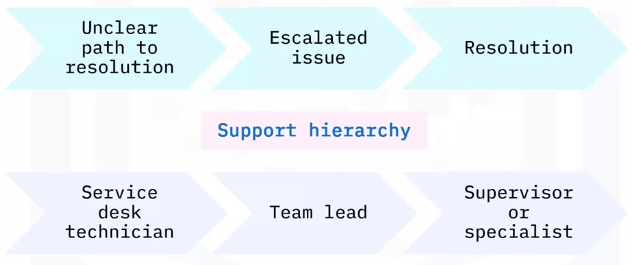 Unclear
path to
resolution
Escalated
issue
Resolution
Support hierarchy
Service
desk
technician
Team lead
Supervisor
or
specialist